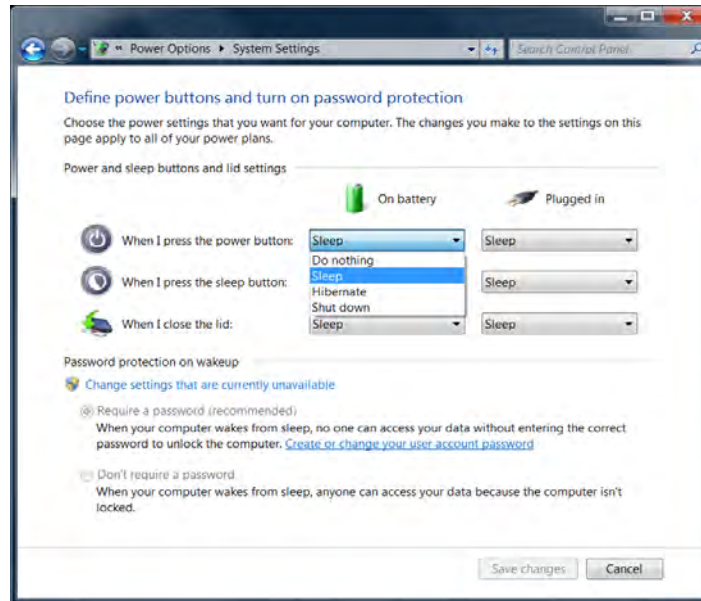 « Power Options ▸ System Settings
Search Control Panel
Define power buttons and turn on password protection
Choose the power settings that you want for your computer. The changes you make to the settings on this
page apply to all of your power plans.
Power and sleep buttons and lid settings
On battery Plugged in
When I press the power button: Sleep Sleep
Do nothing
Sleep
When I press the sleep button: Sleep
Hibernate
Shut down
When I close the lid: Sleep Sleep
Password protection on wakeup
Change settings that are currently unavailable
Require a password (recommended)
When your computer wakes from sleep, no one can access your data without entering the correct
password to unlock the computer. Create or change your user account password
Don't require a password
When your computer wakes from sleep, anyone can access your data because the computer isn't
locked.
Save changes Cancel